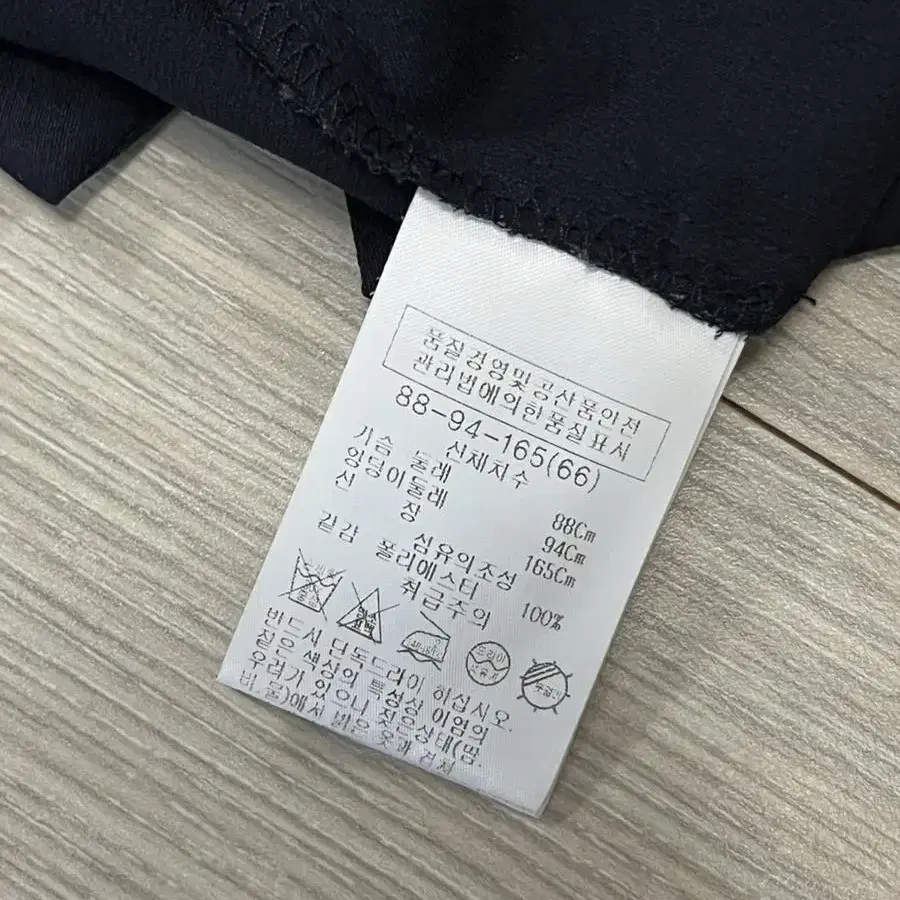 품질경영및공산품안전
관리법에의한품질표시
88-94-165(66)
신체치수
가슴 둘레 88Cm
엉덩이둘레 94Cm
신 장 165Cm
섬유의조성
겉감 폴리에스터 100%
취급주의
드라이
반드시 단독드라이 하십시오.
짙은 색상의 특성상 이염의
우려가 있으니 젖은상태(땀.
비.물)에서 밝은 옷과